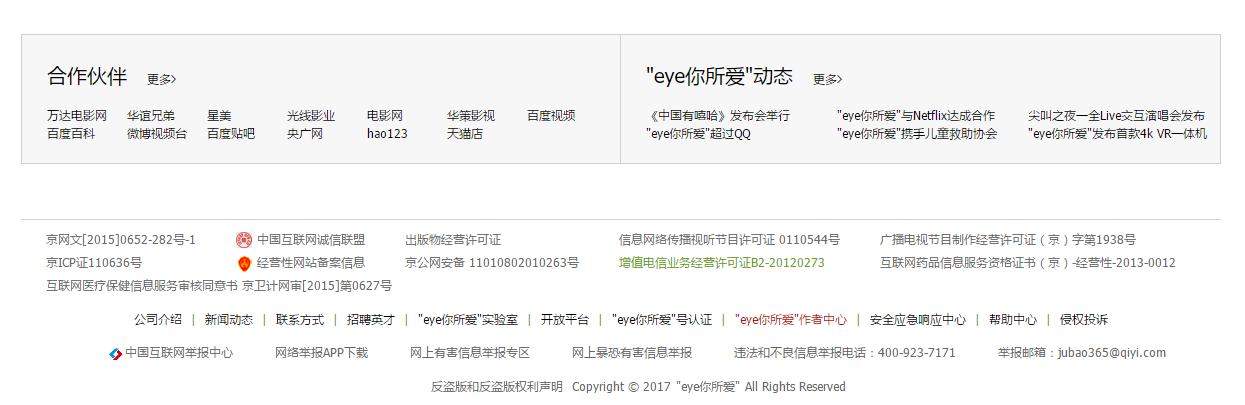 合作伙伴 更多>
万达电影网 华谊兄弟 星美 光线影业 电影网 华策影视 百度视频
百度百科 微博视频台 百度贴吧 央广网 hao123 天猫店
"eye你所爱"动态 更多>
《中国有嘻哈》发布会举行 "eye你所爱"与Netflix达成合作 尖叫之夜一全Live交互演唱会发布
"eye你所爱"超过QQ "eye你所爱"携手儿童救助协会 "eye你所爱"发布首款4k VR一体机
京网文[2015]0652-282号-1 中国互联网诚信联盟 出版物经营许可证 信息网络传播视听节目许可证 0110544号 广播电视节目制作经营许可证（京）字第1938号
京ICP证110636号 经营性网站备案信息 京公网安备 11010802010263号 增值电信业务经营许可证B2-20120273 互联网药品信息服务资格证书（京）-经营性-2013-0012
互联网医疗保健信息服务审核同意书 京卫计网审[2015]第0627号
公司介绍 | 新闻动态 | 联系方式 | 招聘英才 | "eye你所爱"实验室 | 开放平台 | "eye你所爱"号认证 | "eye你所爱"作者中心 | 安全应急响应中心 | 帮助中心 | 侵权投诉
中国互联网举报中心 网络举报APP下载 网上有害信息举报专区 网上暴恐有害信息举报 违法和不良信息举报电话：400-923-7171 举报邮箱：jubao365@qiyi.com
反盗版和反盗版权利声明 Copyright © 2017 "eye你所爱" All Rights Reserved